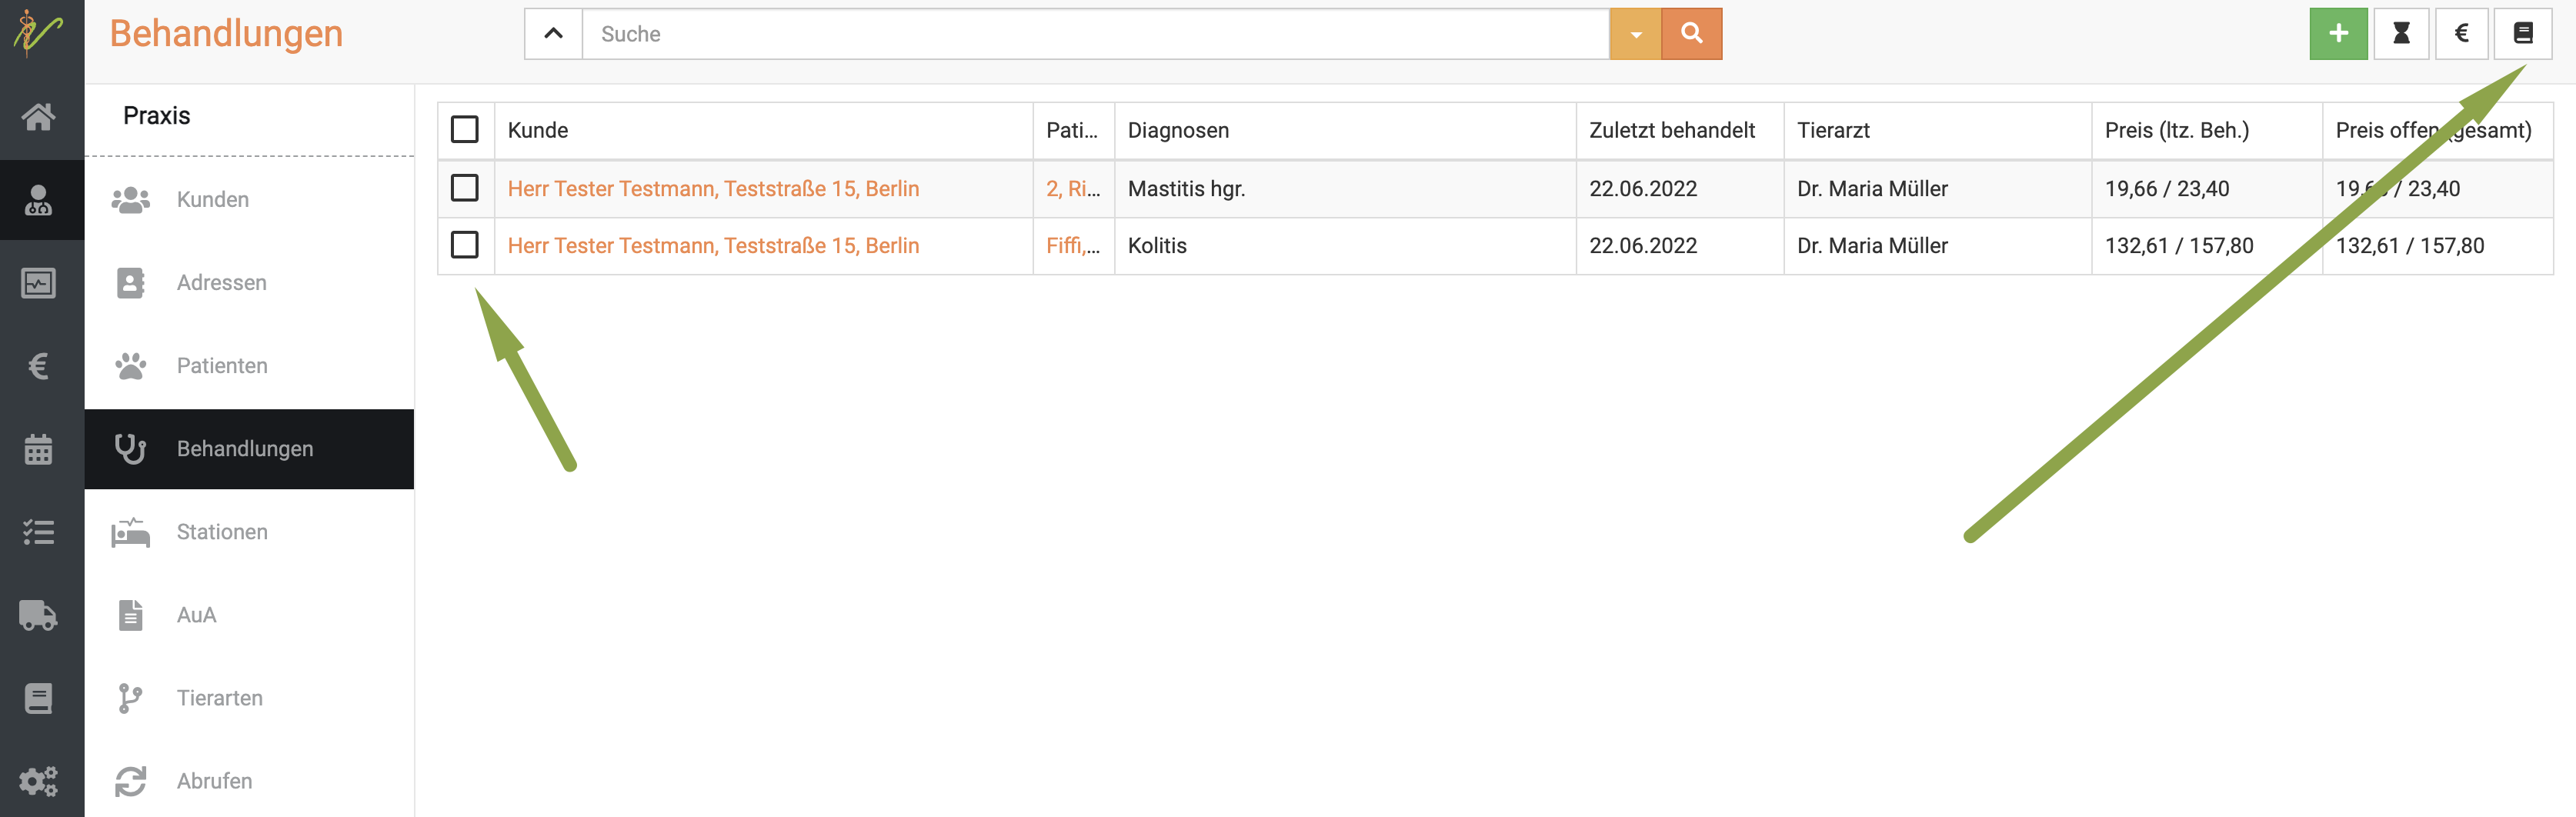 Behandlungen
Suche
€
Praxis
Kunden
Adressen
Patienten
Behandlungen
Stationen
AuA
Tierarten
Abrufen
€
Kunde Pati... Diagnosen Zuletzt behandelt Tierarzt Preis (ltz. Beh.) Preis offen (gesamt)
Herr Tester Testmann, Teststraße 15, Berlin 2, Ri... Mastitis hgr. 22.06.2022 Dr. Maria Müller 19,66 / 23,40 19,66 / 23,40
Herr Tester Testmann, Teststraße 15, Berlin Fiffi,... Kolitis 22.06.2022 Dr. Maria Müller 132,61 / 157,80 132,61 / 157,80